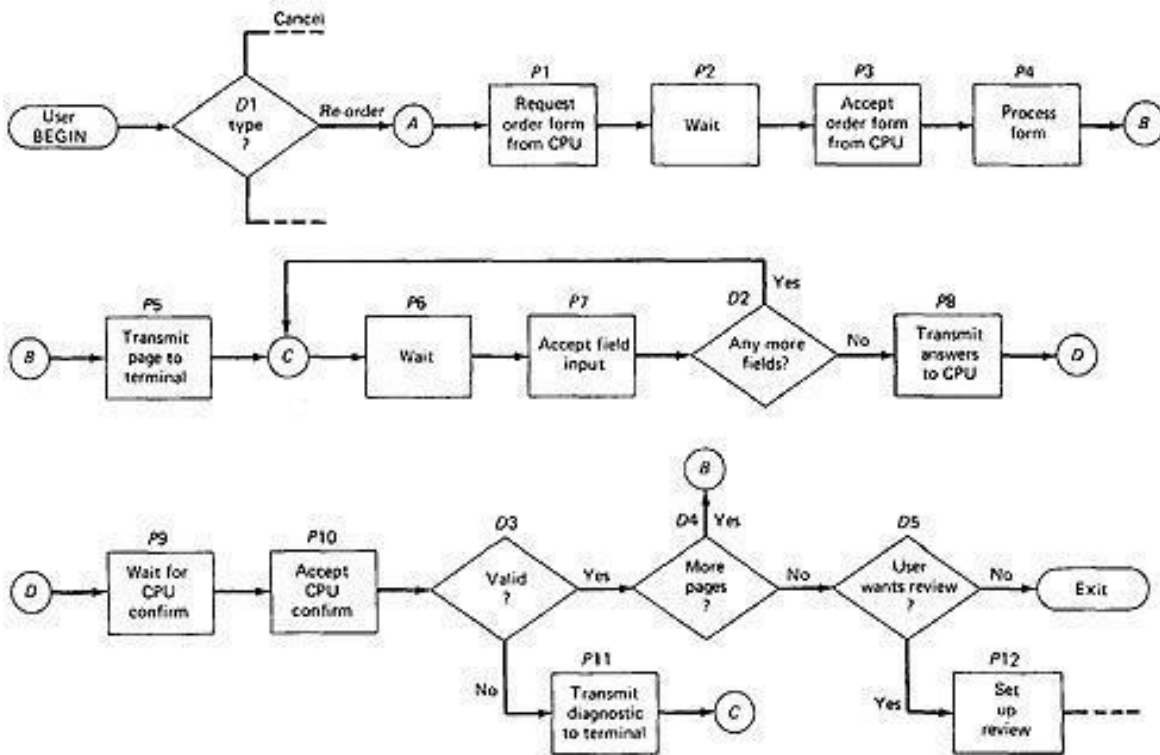 Cancel
P1
P2
P3
P4
User
BEGIN
D1
type
?
Re-order
A
Request
order form
from CPU
Wait
Accept
order form
from CPU
Process
form
B
Yes
P5
P6
P7
D2
P8
B
Transmit
page to
terminal
C
Wait
Accept field
input
Any more
fields?
No
Transmit
answers
to CPU
D
B
P9
P10
D3
D4
Yes
D5
D
Wait for
CPU
confirm
Accept
CPU
confirm
Valid
?
Yes
More
pages
?
No
User
wants review
?
No
Exit
No
P11
Transmit
diagnostic
to terminal
C
Yes
P12
Set
up
review